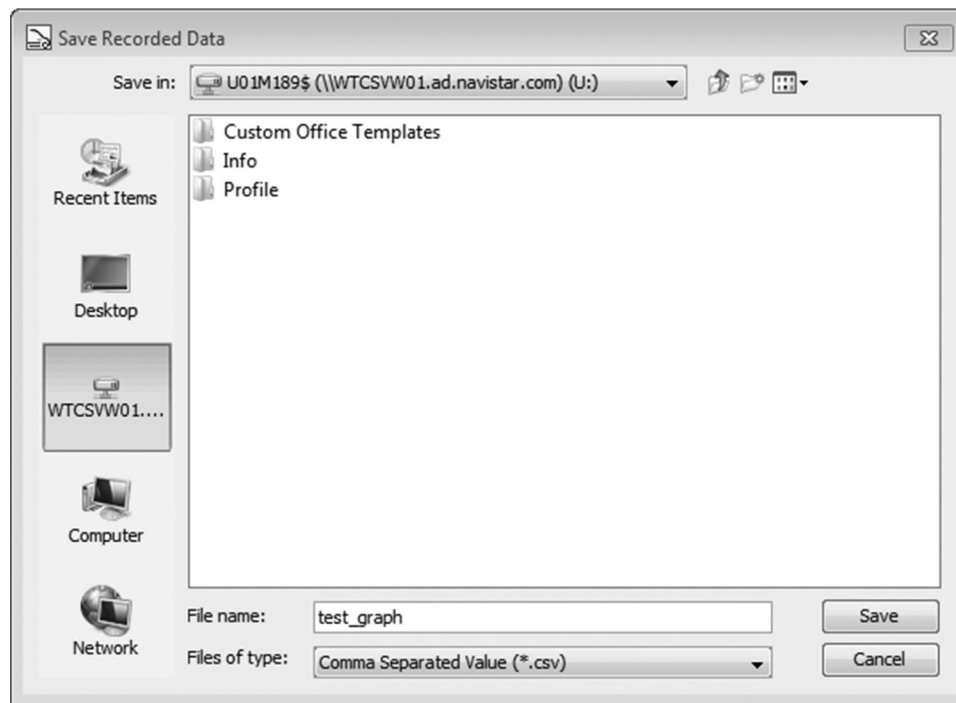 Save Recorded Data
Save in:
U01M189$ (\\WTCSVW01.ad.navistar.com) (U:)
Recent Items
Desktop
WTCSVW01....
Computer
Network
Custom Office Templates
Info
Profile
File name:
test_graph
Save
Files of type:
Comma Separated Value (*.csv)
Cancel